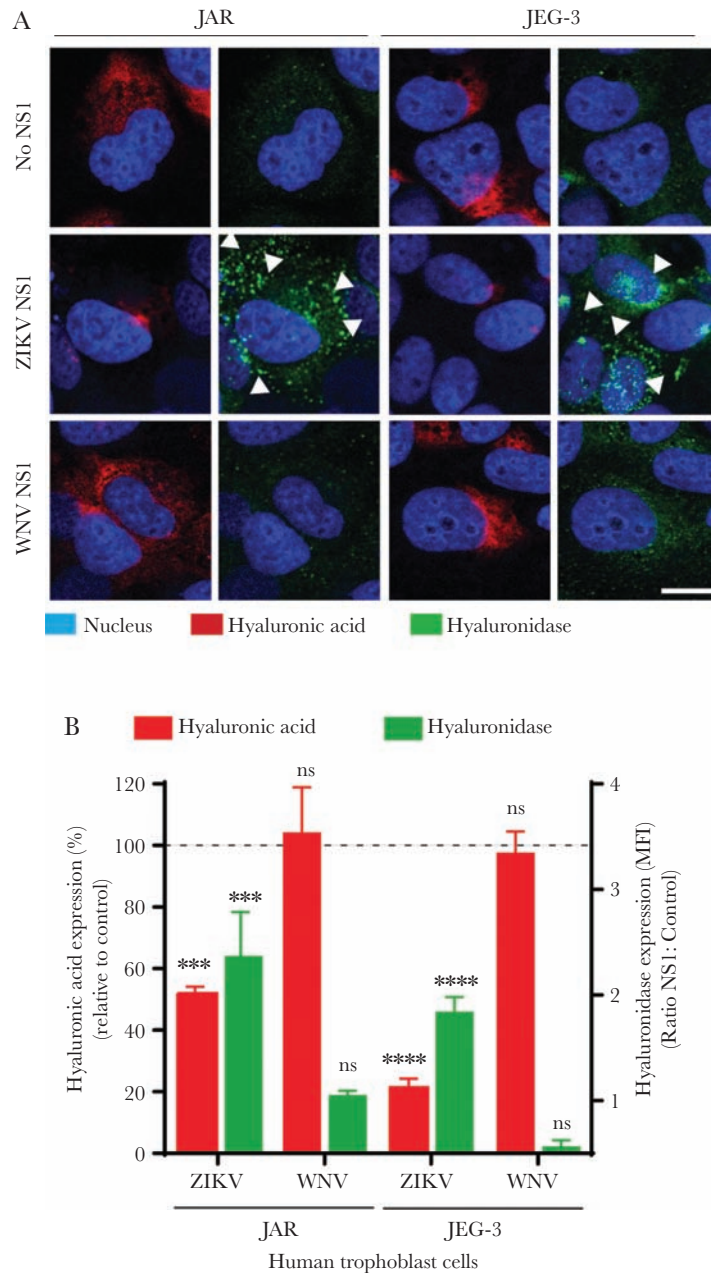 A
JAR
JEG-3
No NS1
ZIKV NS1
WNV NS1
Nucleus
Hyaluronic acid
Hyaluronidase
B
Hyaluronic acid
Hyaluronidase
Hyaluronic acid expression (%)
(relative to control)
120
100
80
60
40
20
0
***
***
ns
ns
****
****
ns
ns
4
3
2
1
Hyaluronidase expression (MFI)
(Ratio NS1: Control)
ZIKV
WNV
ZIKV
WNV
JAR
JEG-3
Human trophoblast cells